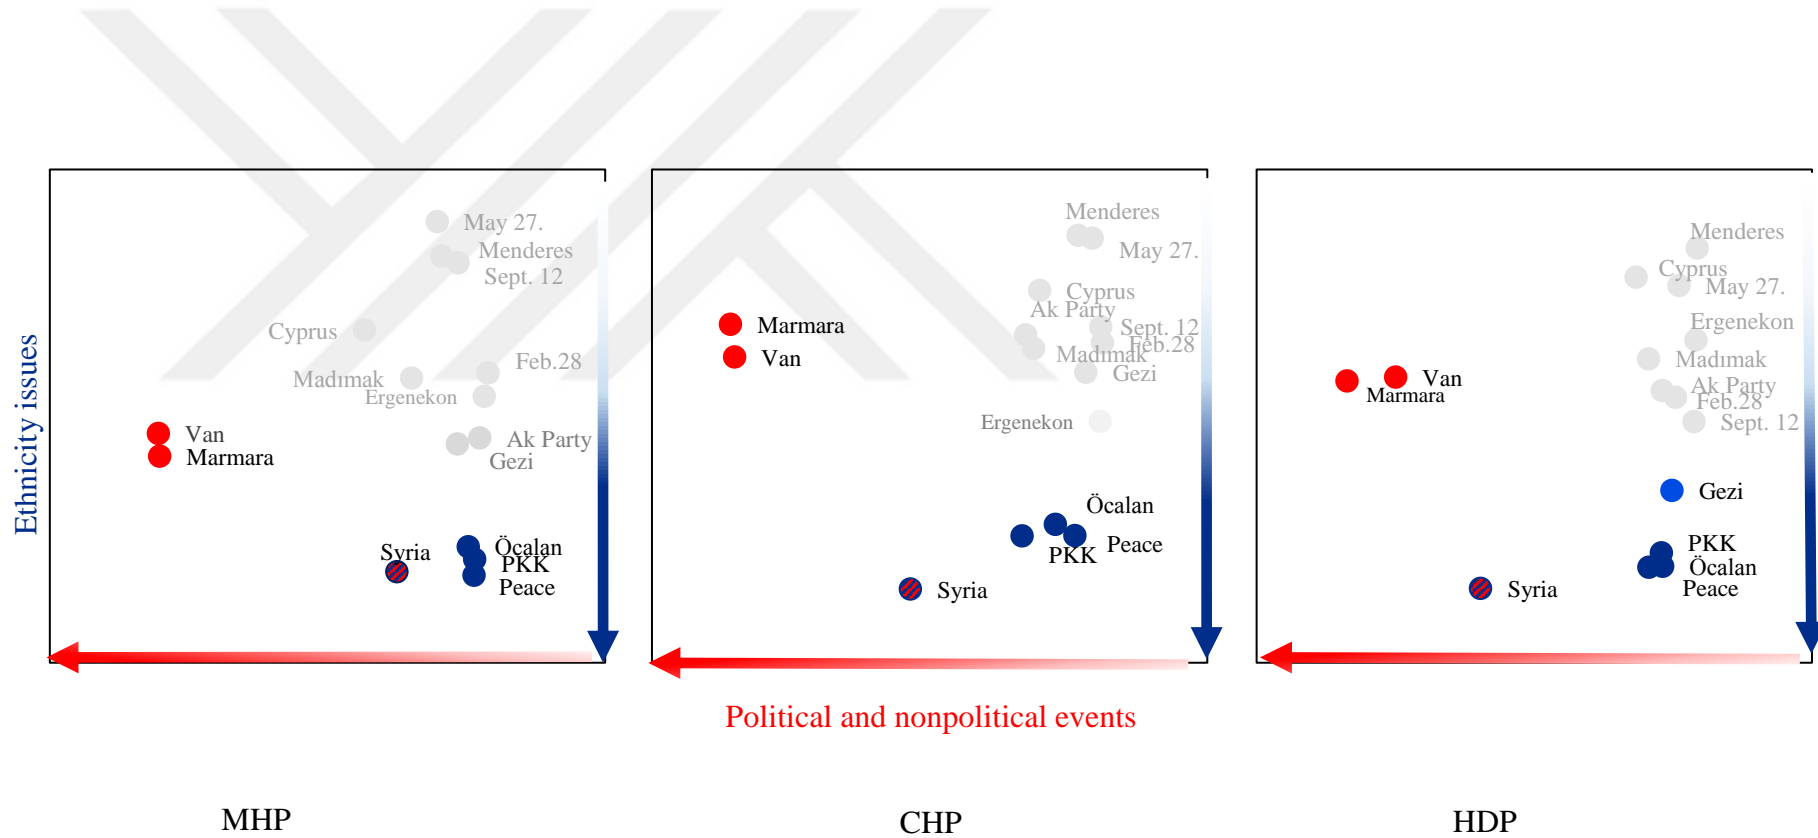 Ethnicity issues
May 27.
Menderes
Sept. 12
Cyprus
Feb.28
Madımak
Ergenekon
Van
Marmara
Ak Party
Gezi
Syria
Öcalan
PKK
Peace
Menderes
May 27.
Cyprus
Ak Party
Sept. 12
Feb.28
Madımak
Gezi
Marmara
Van
Ergenekon
Öcalan
Peace
PKK
Syria
Menderes
Cyprus
May 27.
Ergenekon
Madımak
Van
Marmara
Ak Party
Feb.28
Sept. 12
Gezi
PKK
Öcalan
Peace
Syria
Political and nonpolitical events
MHP
CHP
HDP